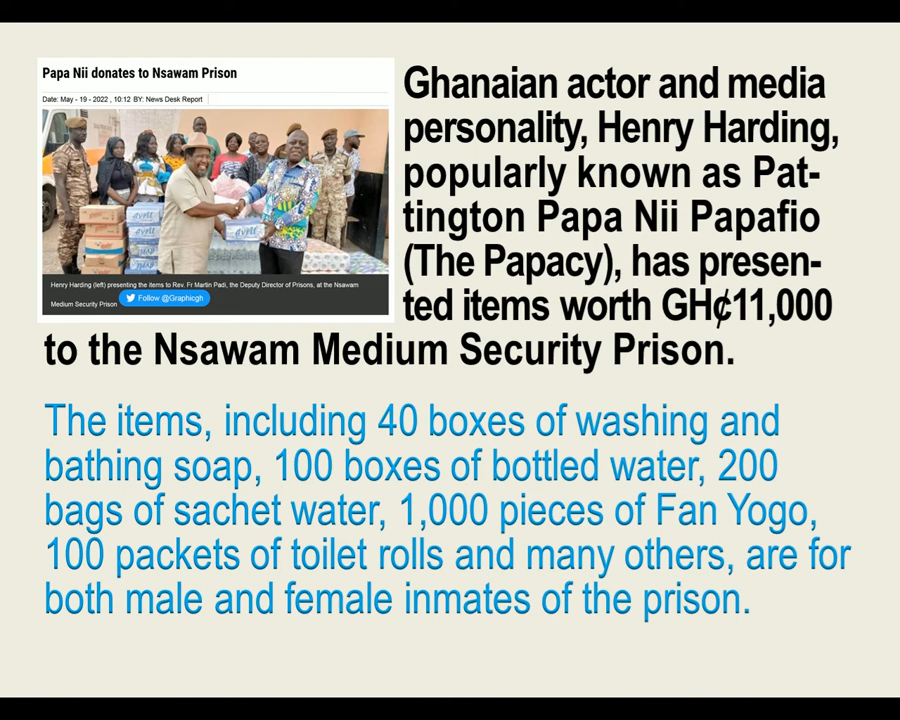 Papa Nii donates to Nsawam Prison
Date: May - 19 - 2022 , 10:12 BY: News Desk Report
Henry Harding (left) presenting the items to Rev. Fr Martin Padi, the Deputy Director of Prisons, at the Nsawam
Medium Security Prison
Follow @Graphicgh
Ghanaian actor and media
personality, Henry Harding,
popularly known as Pat-
tington Papa Nii Papafio
(The Papacy), has presen-
ted items worth GH¢11,000
to the Nsawam Medium Security Prison.
The items, including 40 boxes of washing and
bathing soap, 100 boxes of bottled water, 200
bags of sachet water, 1,000 pieces of Fan Yogo,
100 packets of toilet rolls and many others, are for
both male and female inmates of the prison.